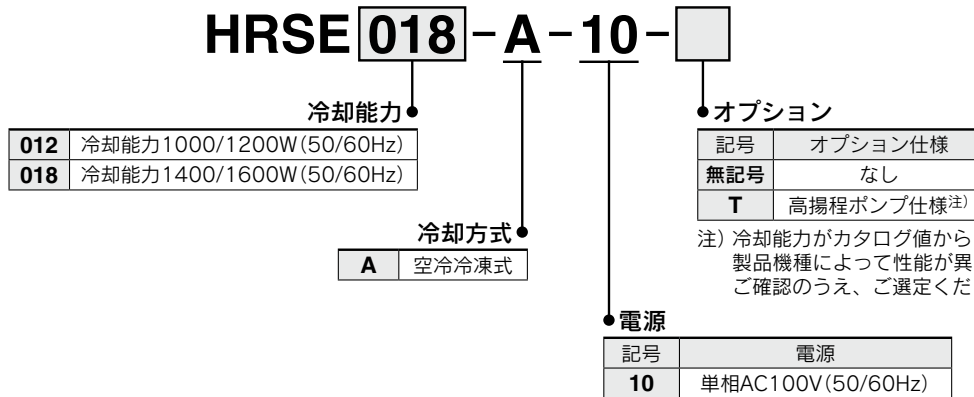 HRSE 018-A-10-
冷却能力
012 冷却能力1000/1200W(50/60Hz)
018 冷却能力1400/1600W(50/60Hz)
冷却方式
A 空冷冷凍式
オプション
記号 オプション仕様
無記号 なし
T 高揚程ポンプ仕様注)
注) 冷却能力がカタログ値から
製品機種によって性能が異
ご確認のうえ、ご選定くだ
電源
記号 電源
10 単相AC100V(50/60Hz)